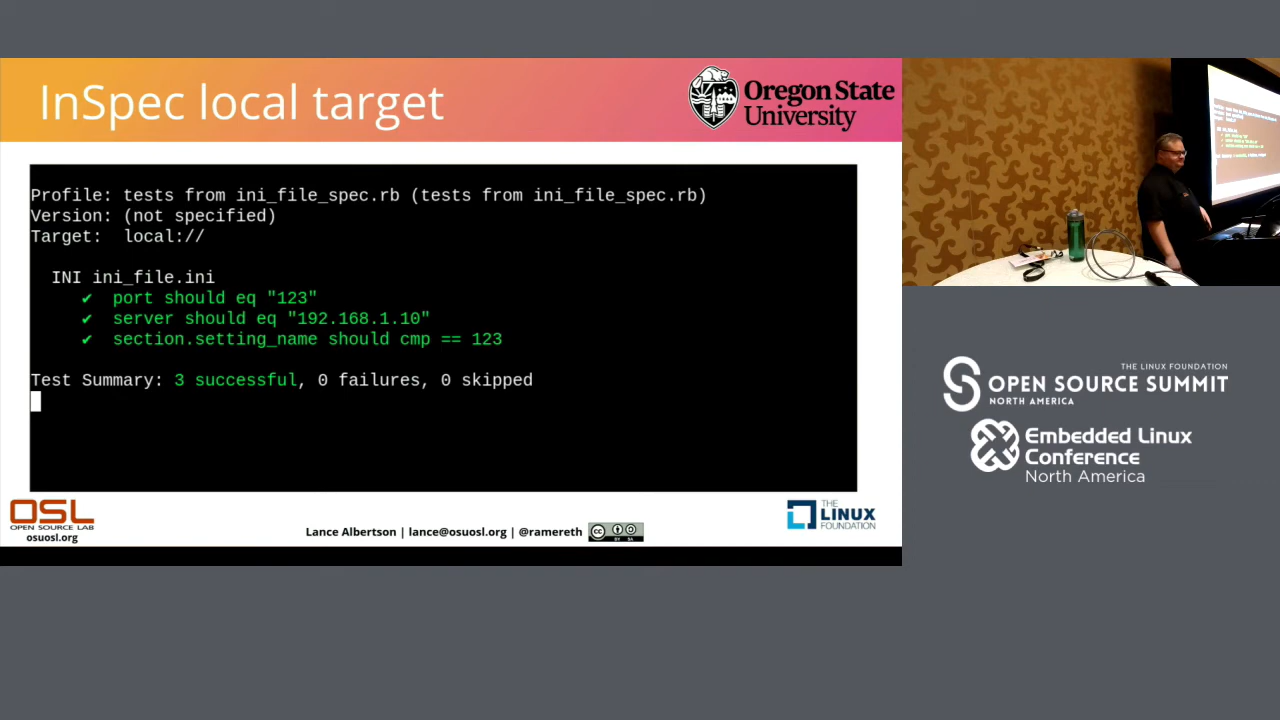 InSpec local target
Oregon State
University
Profile: tests from ini_file_spec.rb (tests from ini_file_spec.rb)
Version: (not specified)
Target:  local://
INI ini_file.ini
✔  port should eq "123"
✔  server should eq "192.168.1.10"
✔  section.setting_name should cmp == 123
Test Summary: 3 successful, 0 failures, 0 skipped
OSL
OPEN SOURCE LAB
osuosl.org
Lance Albertson | lance@osuosl.org | @ramereth
cc
BY SA
THE
LINUX
FOUNDATION
THE LINUX FOUNDATION
OPEN SOURCE SUMMIT
NORTH AMERICA
Embedded Linux
Conference
North America